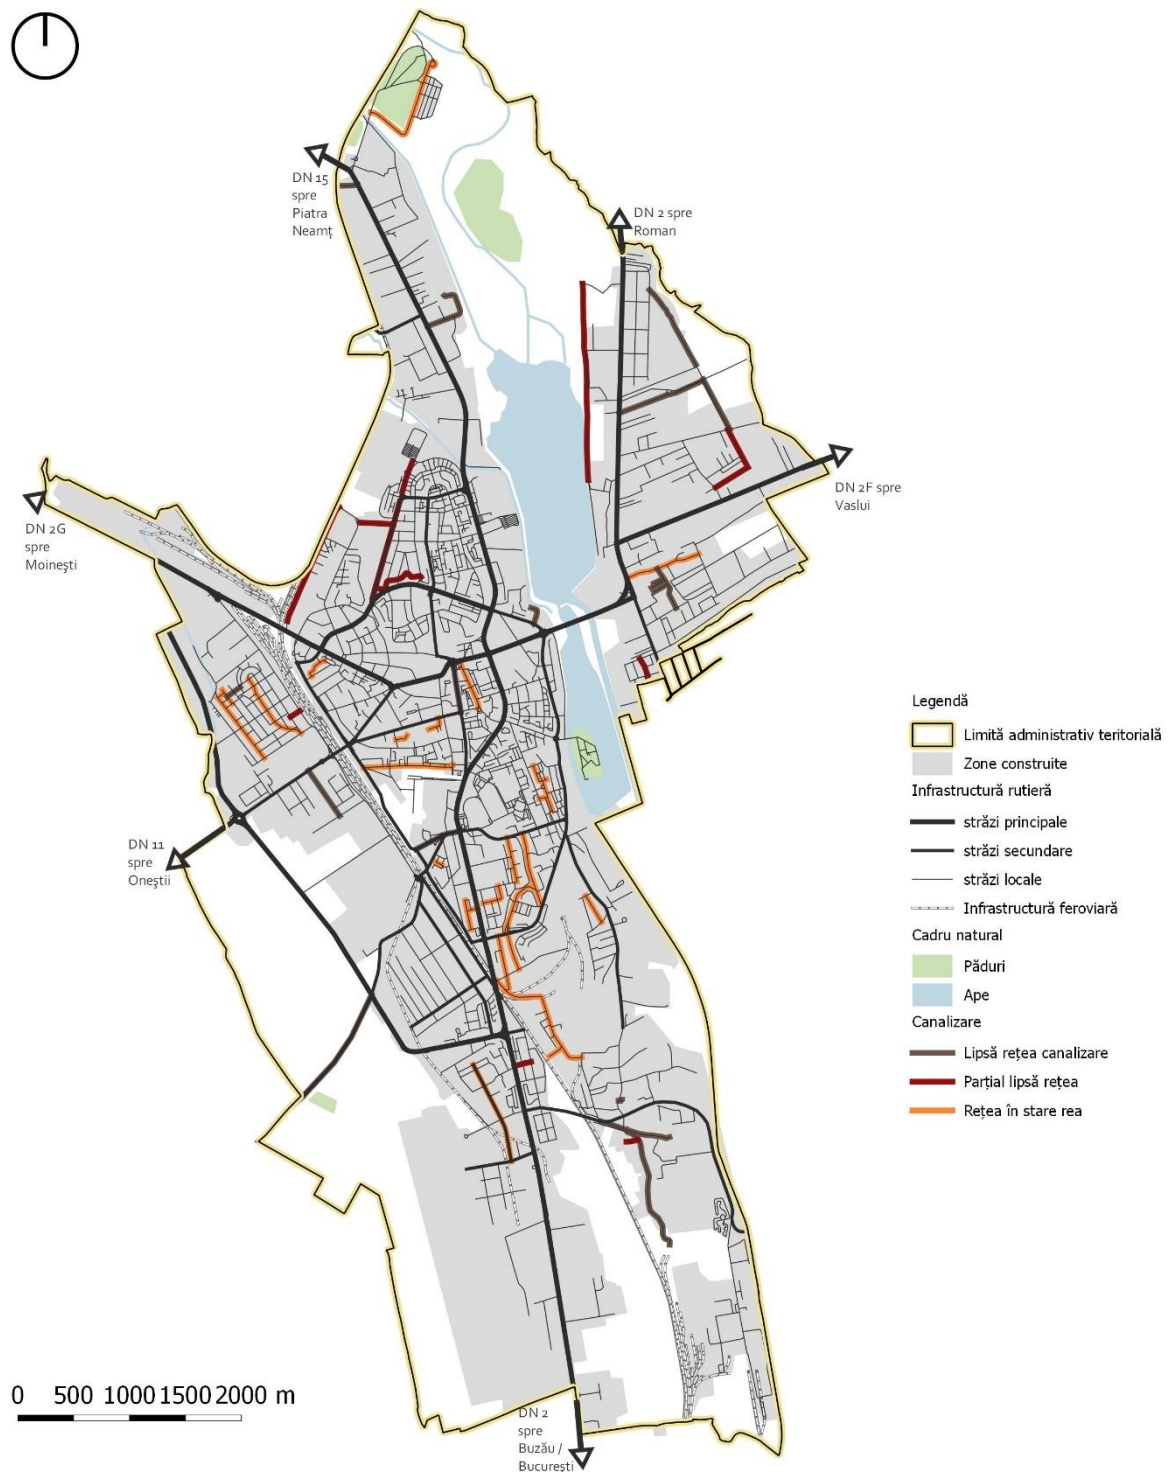 DN 15
spre
Piatra
Neamț
DN 2 spre
Roman
DN 2F spre
Vaslui
DN 2G
spre
Moinești
DN 11
spre
Oneștii
DN 2
spre
Buzău /
București
0 500 1000 1500 2000 m
Legendă
Limită administrativ teritorială
Zone construite
Infrastructură rutieră
străzi principale
străzi secundare
străzi locale
Infrastructură feroviară
Cadru natural
Păduri
Ape
Canalizare
Lipsă rețea canalizare
Parțial lipsă rețea
Rețea în stare rea